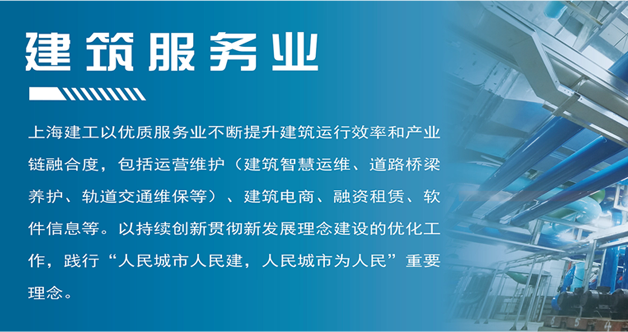 建筑服务业
上海建工以优质服务业不断提升建筑运行效率和产业
链融合度，包括运营维护（建筑智慧运维、道路桥梁
养护、轨道交通维保等）、建筑电商、融资租赁、软
件信息等。以持续创新贯彻新发展理念建设的优化工
作，践行“人民城市人民建，人民城市为人民”重要
理念。